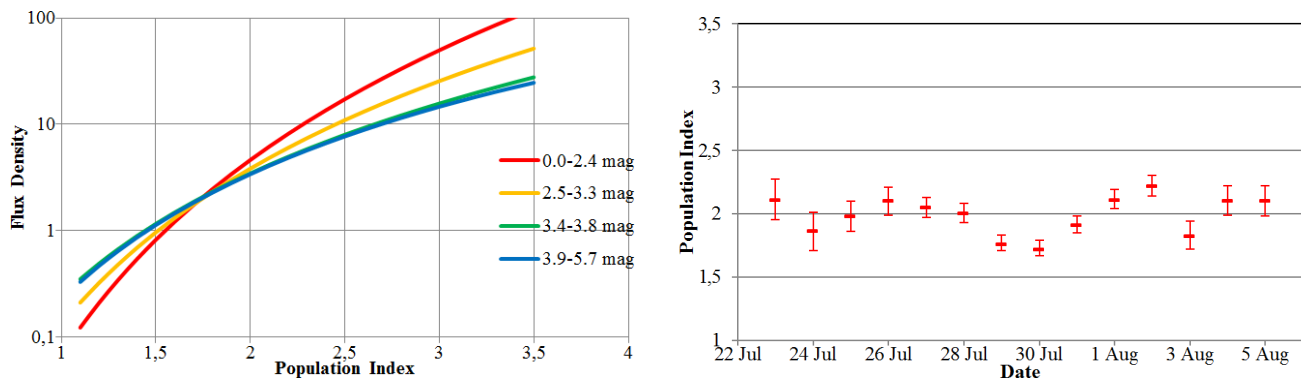 100
10
1
0,1
Flux Density
1 1,5 2 2,5 3 3,5 4
Population Index
0.0-2.4 mag
2.5-3.3 mag
3.4-3.8 mag
3.9-5.7 mag
3,5
3
2,5
2
1,5
1
Population Index
22 Jul 24 Jul 26 Jul 28 Jul 30 Jul 1 Aug 3 Aug 5 Aug
Date